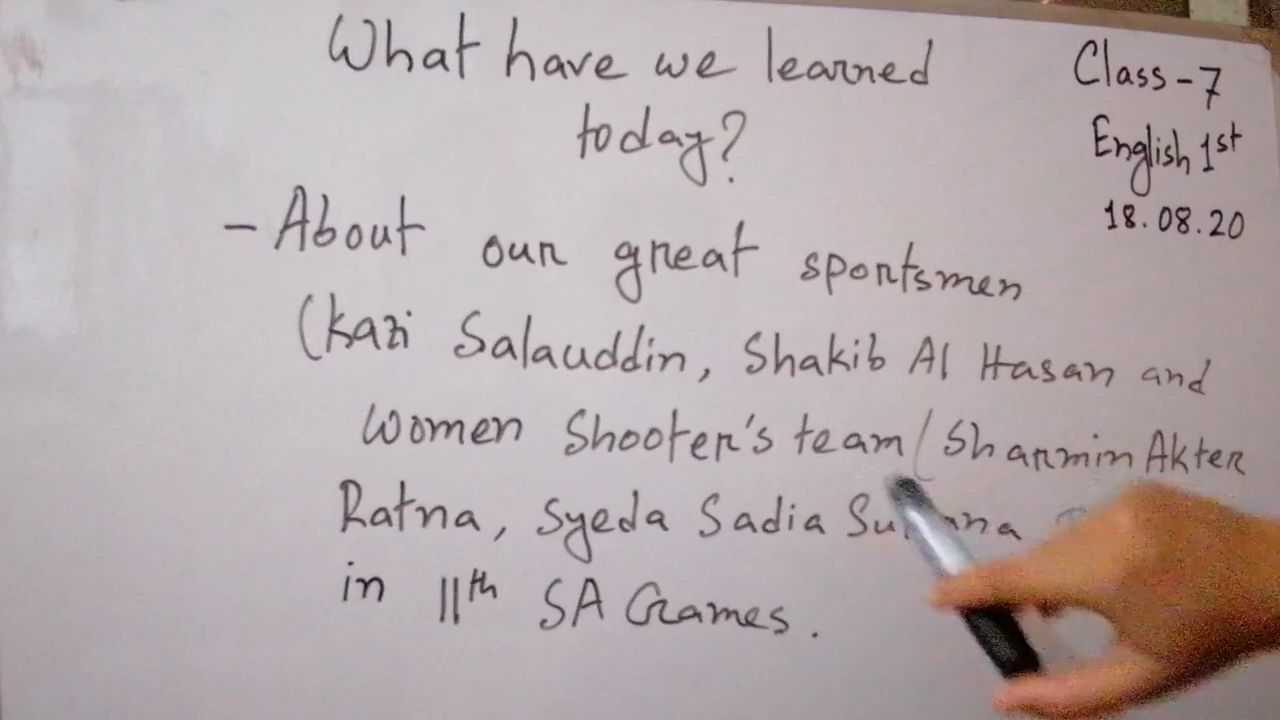 What have we learned
today?
Class-7
English 1st
18.08.20
- About our great sportsmen
(Kazi Salauddin, Shakib Al Hasan and
Women Shooter's team (Sharmin Akter
Ratna, Syeda Sadia
in 11th SA Games.